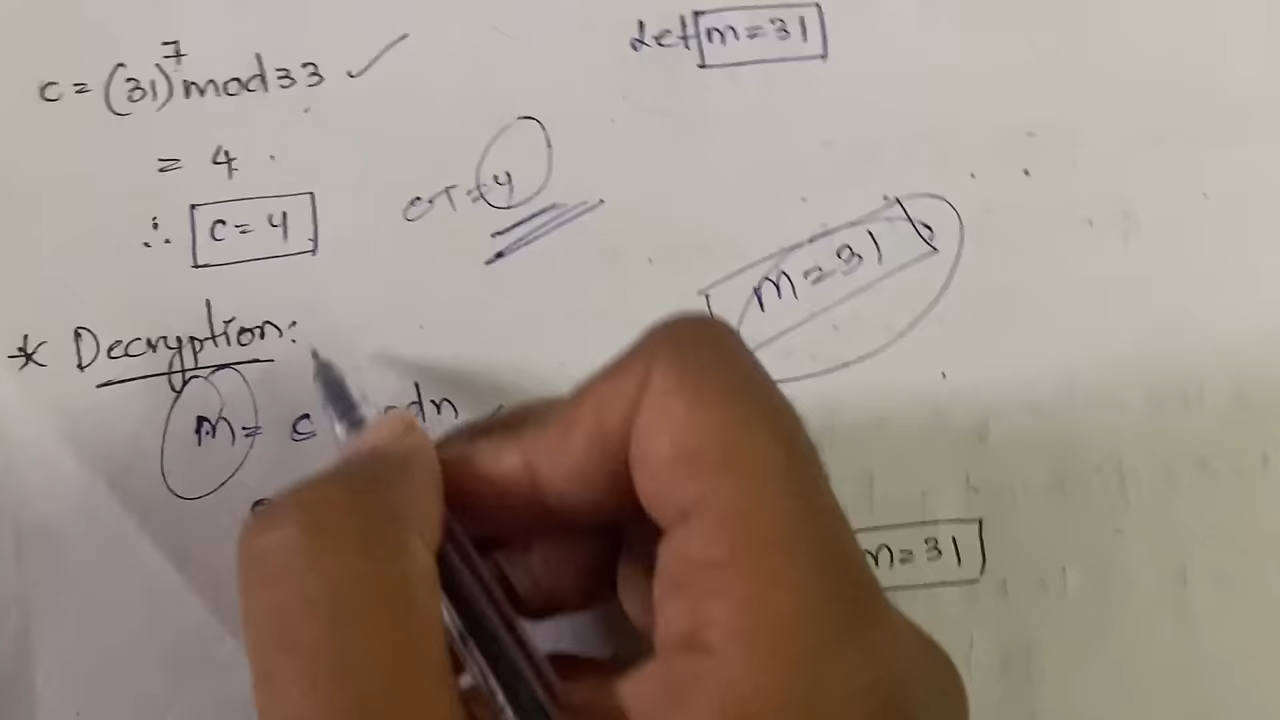 Let m=31
c = (31)^7 mod 33 ✓
= 4
CT = 4
∴ c = 4
m = 31
* Decryption:
m = c
n = 31